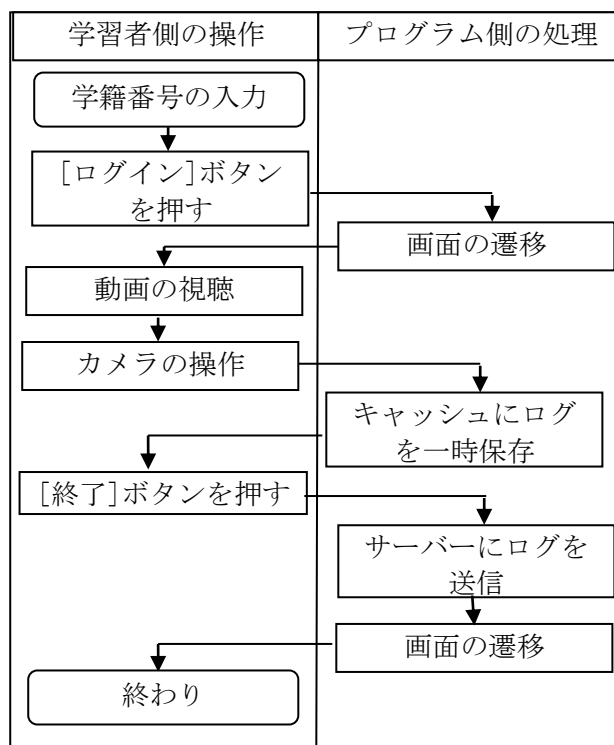 学習者側の操作
プログラム側の処理
学籍番号の入力
[ログイン]ボタン
を押す
画面の遷移
動画の視聴
カメラの操作
キャッシュにログ
を一時保存
[終了]ボタンを押す
サーバーにログを
送信
画面の遷移
終わり